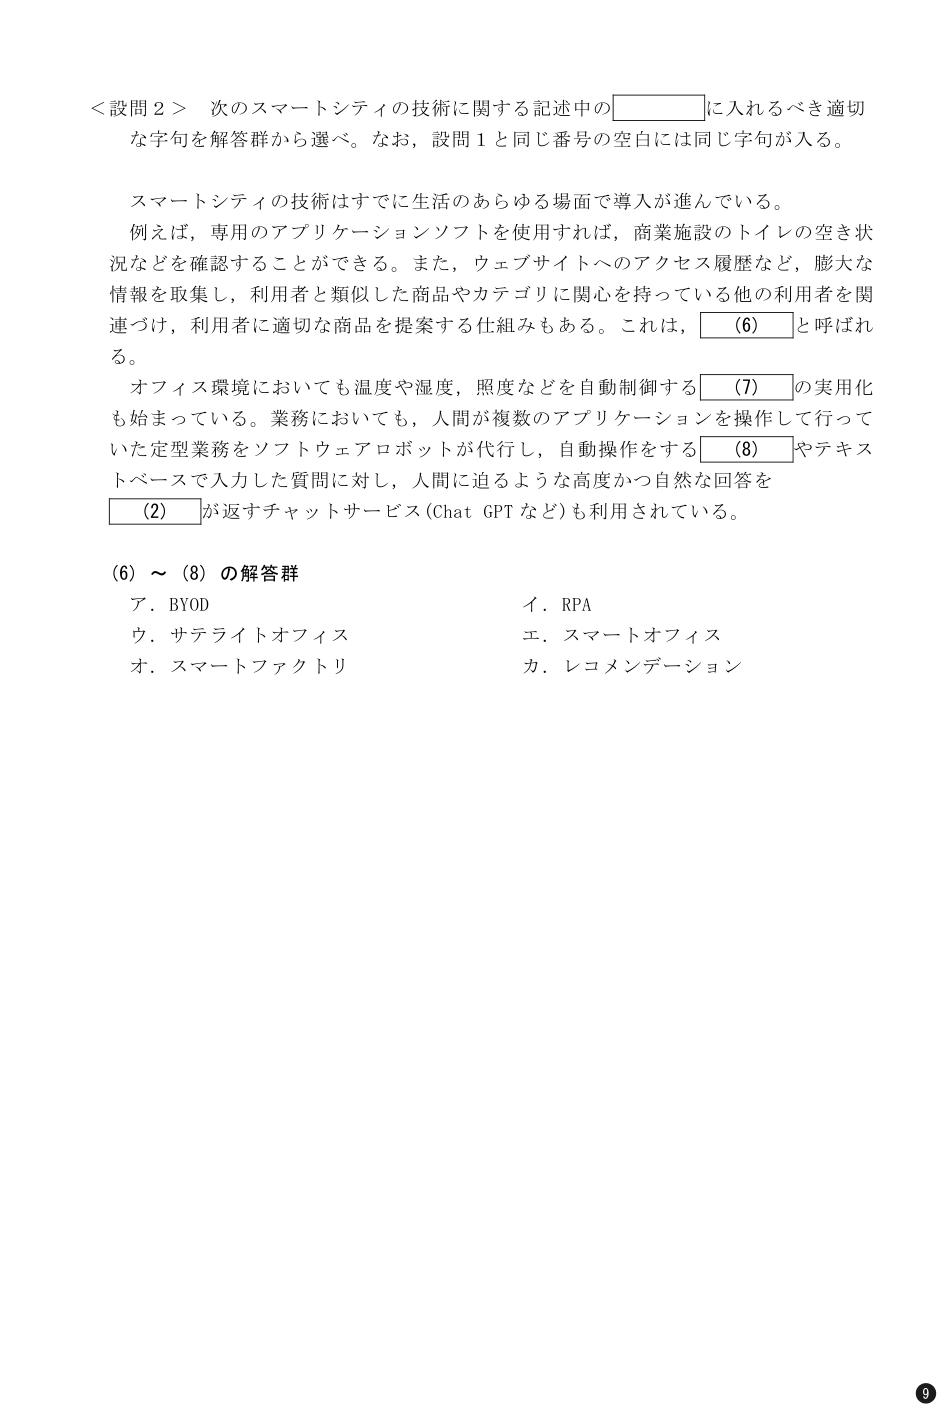 ＜設問２＞　次のスマートシティの技術に関する記述中の　　　　に入れるべき適切
な字句を解答群から選べ。なお，設問１と同じ番号の空白には同じ字句が入る。
スマートシティの技術はすでに生活のあらゆる場面で導入が進んでいる。
例えば，専用のアプリケーションソフトを使用すれば，商業施設のトイレの空き状
況などを確認することができる。また，ウェブサイトへのアクセス履歴など，膨大な
情報を取集し，利用者と類似した商品やカテゴリに関心を持っている他の利用者を関
連づけ，利用者に適切な商品を提案する仕組みもある。これは，（6）と呼ばれ
る。
オフィス環境においても温度や湿度，照度などを自動制御する（7）の実用化
も始まっている。業務においても，人間が複数のアプリケーションを操作して行って
いた定型業務をソフトウェアロボットが代行し，自動操作をする（8）やテキス
トベースで入力した質問に対し，人間に迫るような高度かつ自然な回答を
（2）が返すチャットサービス(Chat GPT など)も利用されている。
（6）～（8）の解答群
ア．BYOD　　イ．RPA
ウ．サテライトオフィス　　エ．スマートオフィス
オ．スマートファクトリ　　カ．レコメンデーション
9